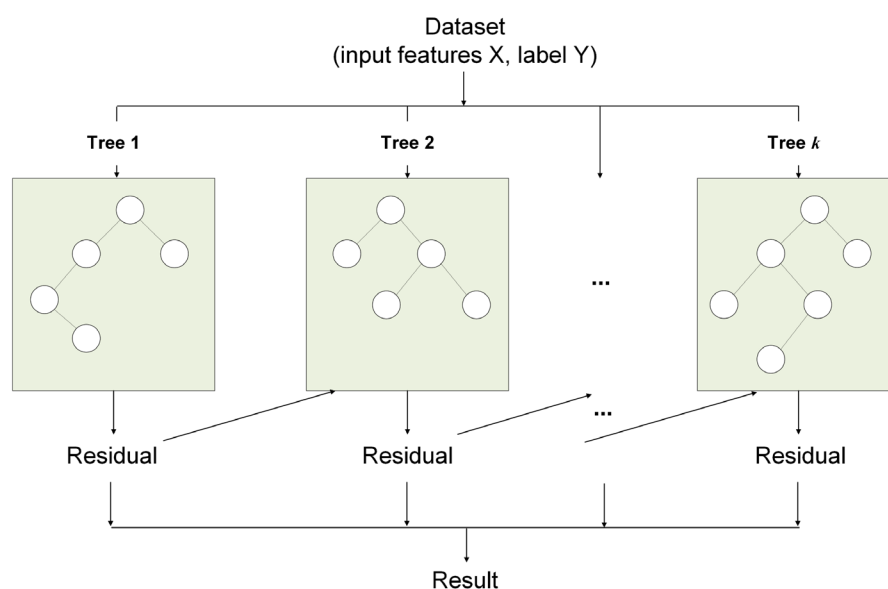 Dataset
(input features X, label Y)
Tree 1
Tree 2
Tree k
...
...
Residual
Residual
Residual
Result